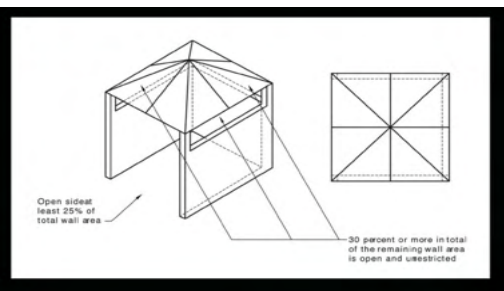 Open sideat
least 25% of
total wall area
30 percent or more in total
of the remaining wall area
is open and unrestricted